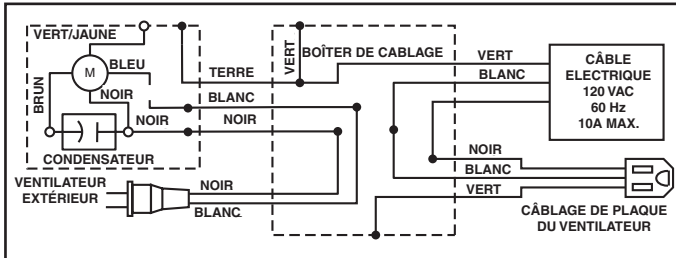 VERT/JAUNE
M
BLEU
BRUN
NOIR
NOIR
CONDENSATEUR
TERRE
BLANC
NOIR
VENTILATEUR
EXTÉRIEUR
NOIR
BLANC
VERT
BOÎTER DE CABLAGE
VERT
BLANC
CÂBLE
ELECTRIQUE
120 VAC
60 Hz
10A MAX.
NOIR
BLANC
VERT
CÂBLAGE DE PLAQUE
DU VENTILATEUR